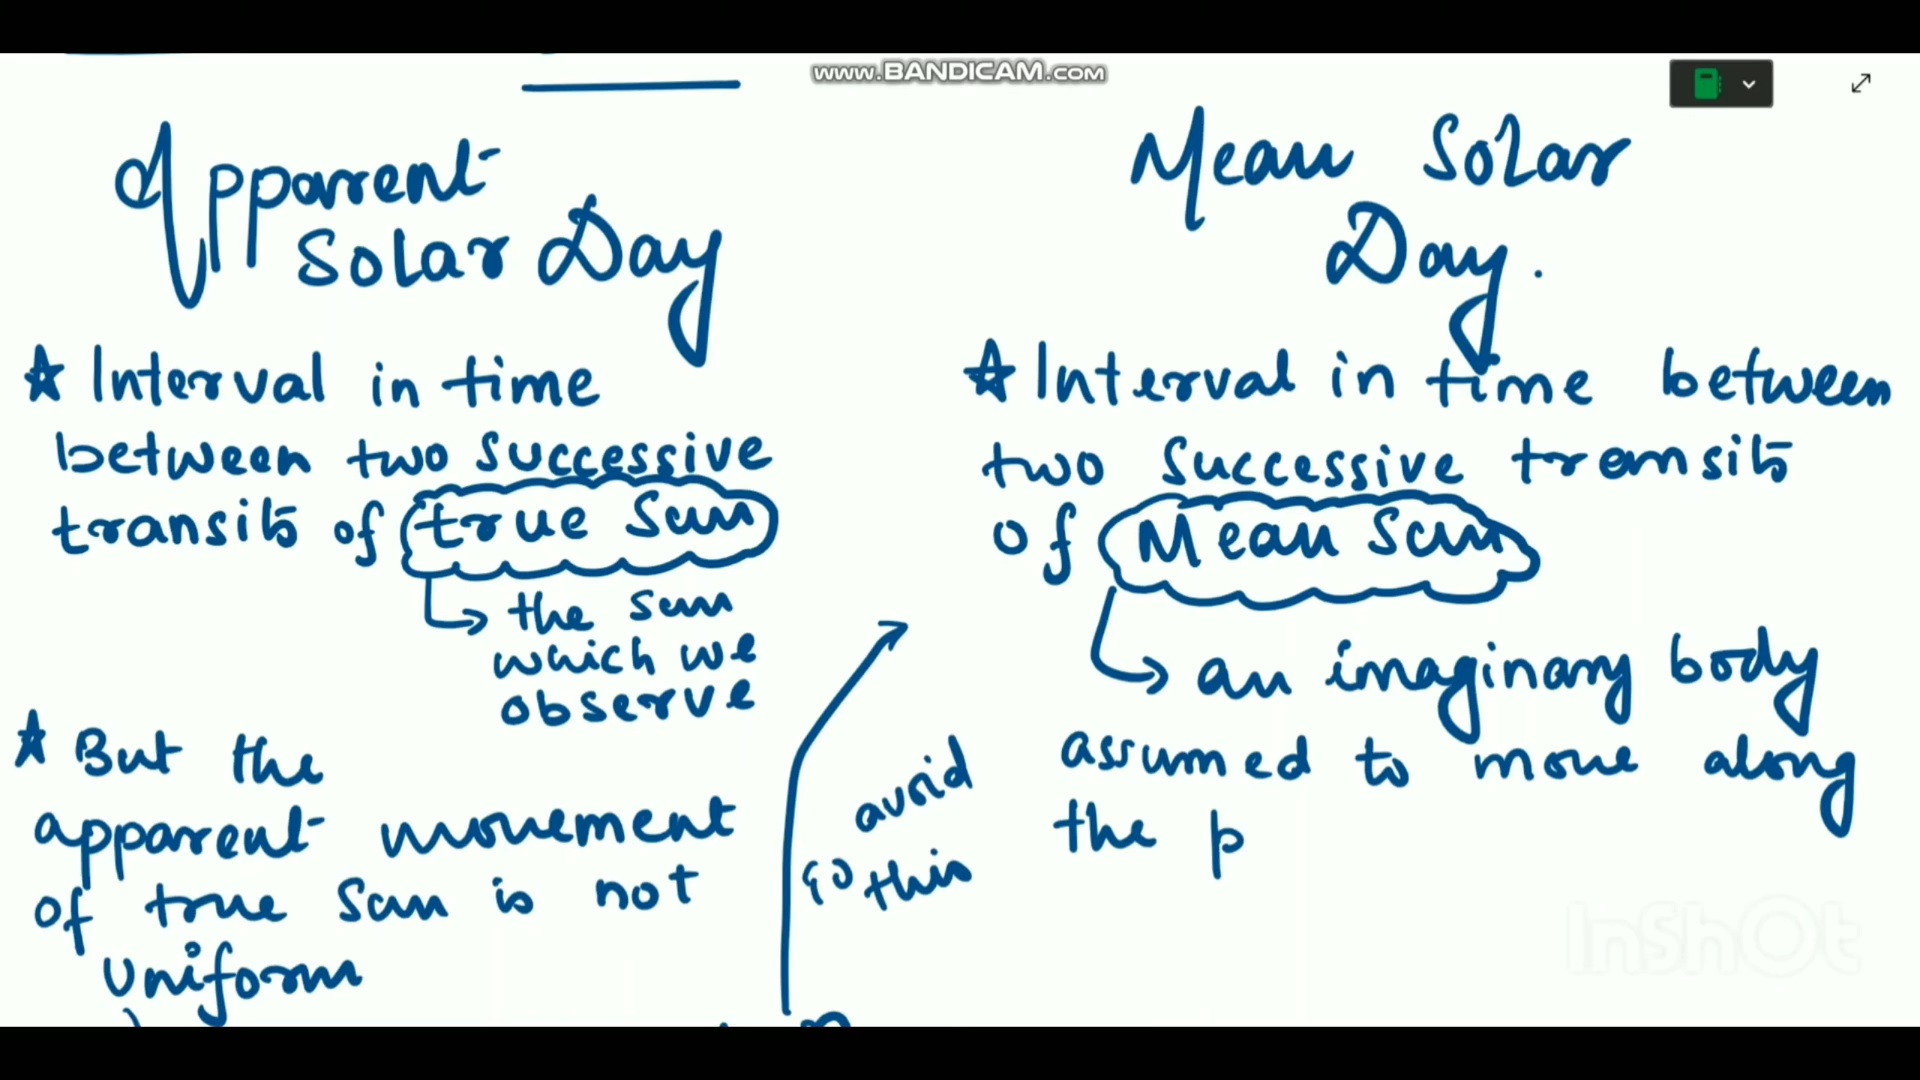 www.BANDICAM.com
Apparent
Solar Day
★ Interval in time
between two successive
transits of true Sun
→ the sun
which we
observe
★ But the
apparent movement
of true Sun is not
uniform
avoid
this
Mean Solar
Day.
★ Interval in time between
two successive transits
of Mean Sun
→ an imaginary body
assumed to move along
the p
InShOt